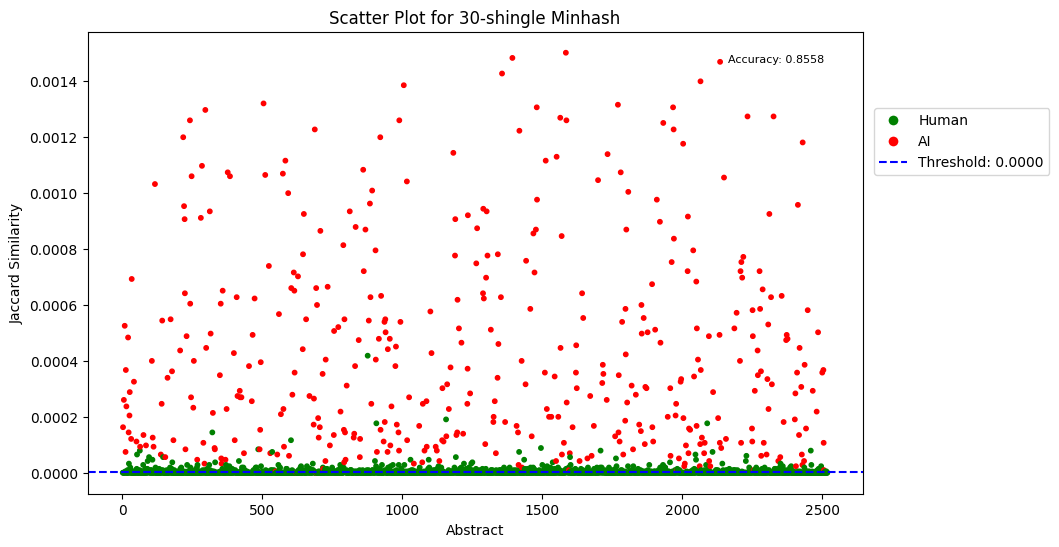 Scatter Plot for 30-shingle Minhash
Accuracy: 0.8558
Human
AI
Threshold: 0.0000
Jaccard Similarity
0.0014
0.0012
0.0010
0.0008
0.0006
0.0004
0.0002
0.0000
0 500 1000 1500 2000 2500
Abstract